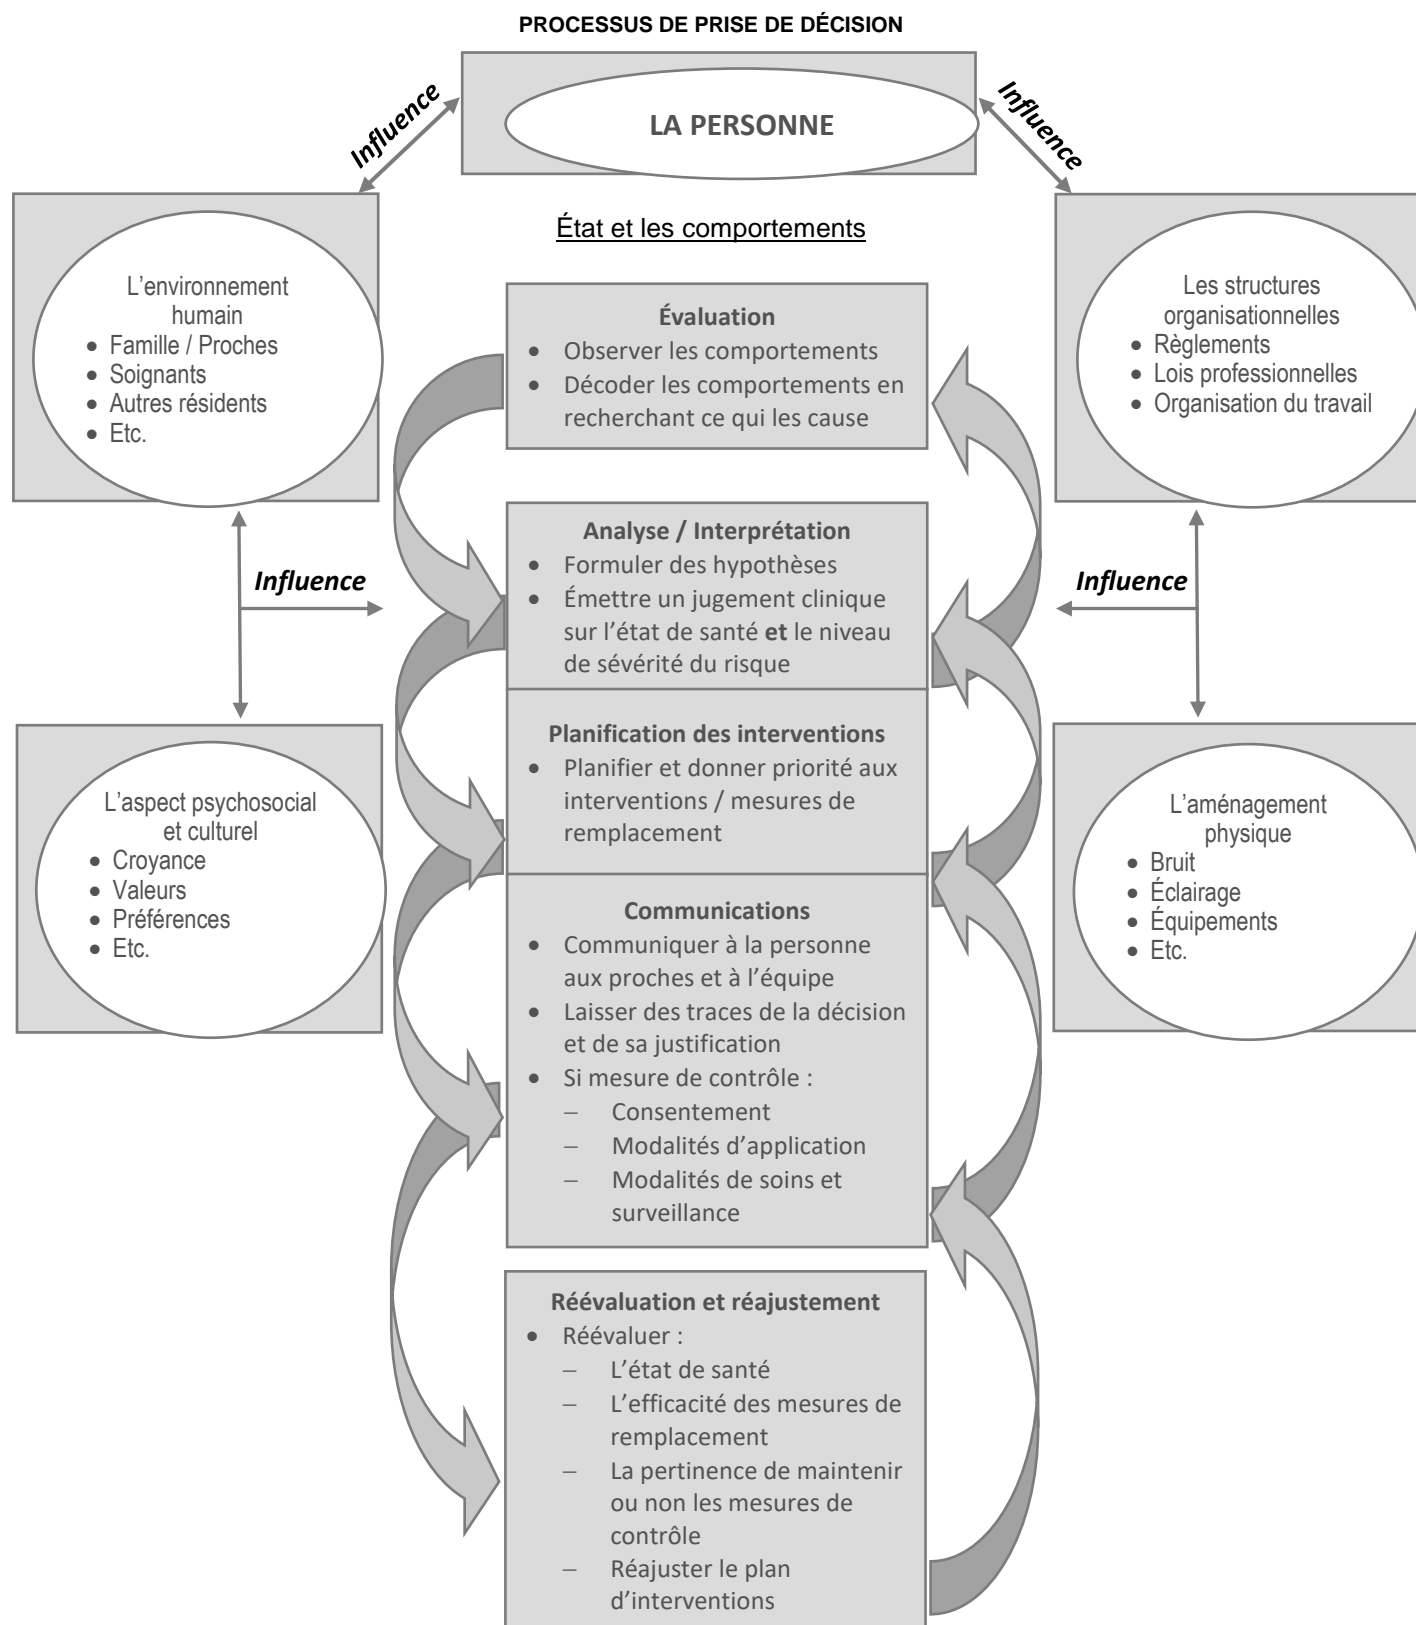 PROCESSUS DE PRISE DE DÉCISION
LA PERSONNE
Influence
Influence
État et les comportements
L'environnement
humain
• Famille / Proches
• Soignants
• Autres résidents
• Etc.
Les structures
organisationnelles
• Règlements
• Lois professionnelles
• Organisation du travail
Évaluation
• Observer les comportements
• Décoder les comportements en
recherchant ce qui les cause
Analyse / Interprétation
• Formuler des hypothèses
• Émettre un jugement clinique
sur l'état de santé et le niveau
de sévérité du risque
Influence
Influence
Planification des interventions
• Planifier et donner priorité aux
interventions / mesures de
remplacement
L'aspect psychosocial
et culturel
• Croyance
• Valeurs
• Préférences
• Etc.
L'aménagement
physique
• Bruit
• Éclairage
• Équipements
• Etc.
Communications
• Communiquer à la personne
aux proches et à l'équipe
• Laisser des traces de la décision
et de sa justification
• Si mesure de contrôle :
– Consentement
– Modalités d'application
– Modalités de soins et
surveillance
Réévaluation et réajustement
• Réévaluer :
– L'état de santé
– L'efficacité des mesures de
remplacement
– La pertinence de maintenir
ou non les mesures de
contrôle
– Réajuster le plan
d'interventions